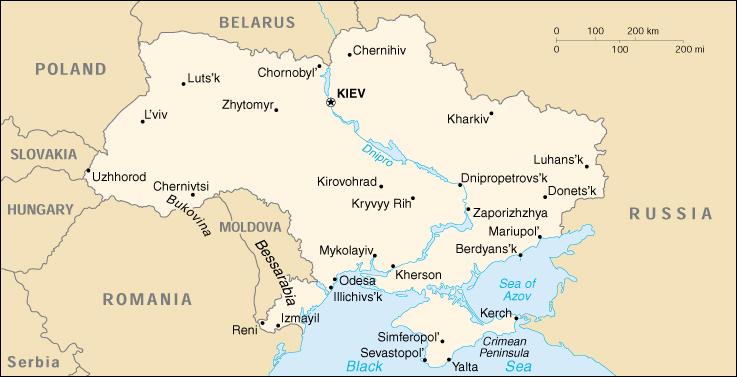 BELARUS
0
100
200 km
0
100
200 mi
Chernihiv
POLAND
Chornobyl'
Luts'k
KIEV
Zhytomyr
L'viv
Kharkiv
Dnipro
SLOVAKIA
Luhans'k
Uzhhorod
Chernivtsi
Kirovohrad
Dnipropetrovs'k
Donets'k
Bukovina
Kryvyy Rih
HUNGARY
Zaporizhzhya
RUSSIA
MOLDOVA
Mariupol'
Bessarabia
Mykolayiv
Berdyans'k
Kherson
Odesa
Sea of
Azov
ROMANIA
Illichivs'k
Izmayil
Kerch
Reni
Simferopol'
Crimean
Peninsula
Sevastopol'
Serbia
Black
Yalta
Sea